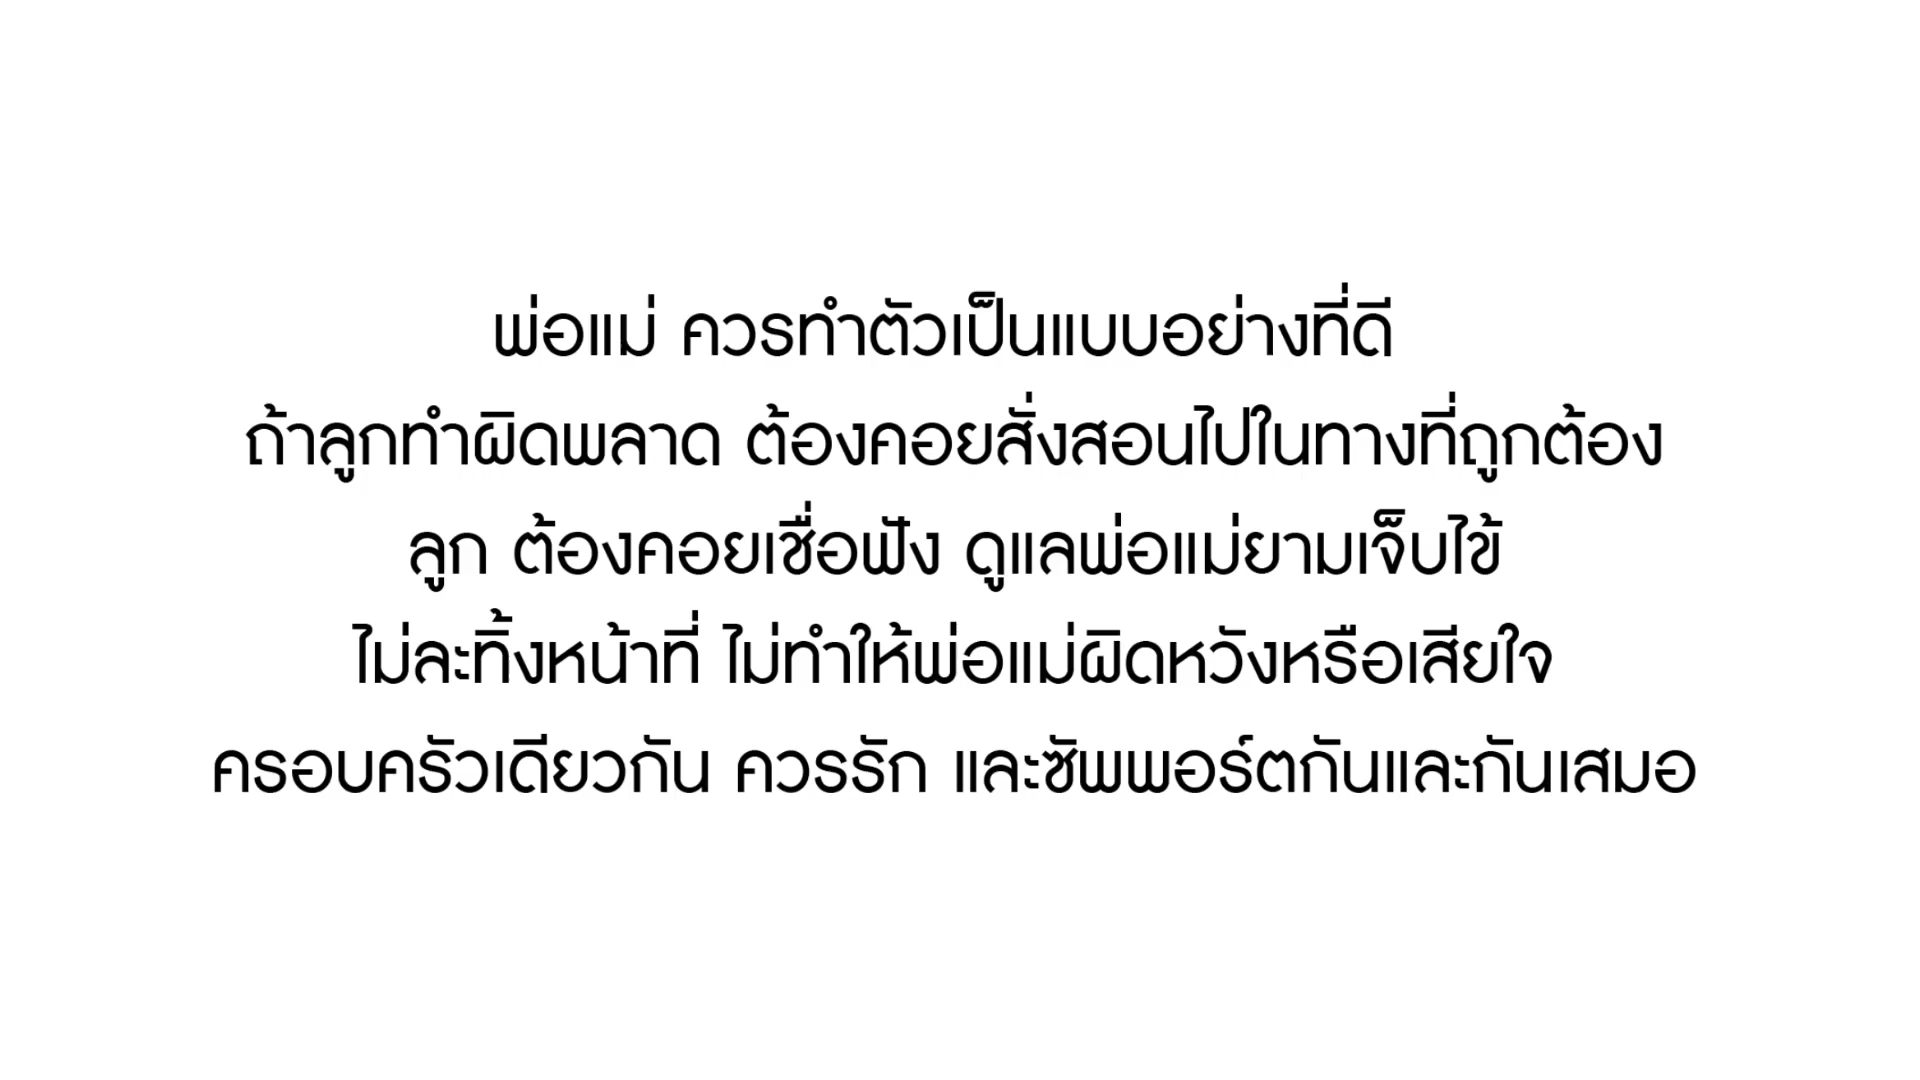 พ่อแม่ ควรทำตัวเป็นแบบอย่างที่ดี
ถ้าลูกทำผิดพลาด ต้องคอยสั่งสอนไปในทางที่ถูกต้อง
ลูก ต้องคอยเชื่อฟัง ดูแลพ่อแม่ยามเจ็บไข้
ไม่ละทิ้งหน้าที่ ไม่ทำให้พ่อแม่ผิดหวังหรือเสียใจ
ครอบครัวเดียวกัน ควรรัก และซัพพอร์ตกันและกันเสมอ